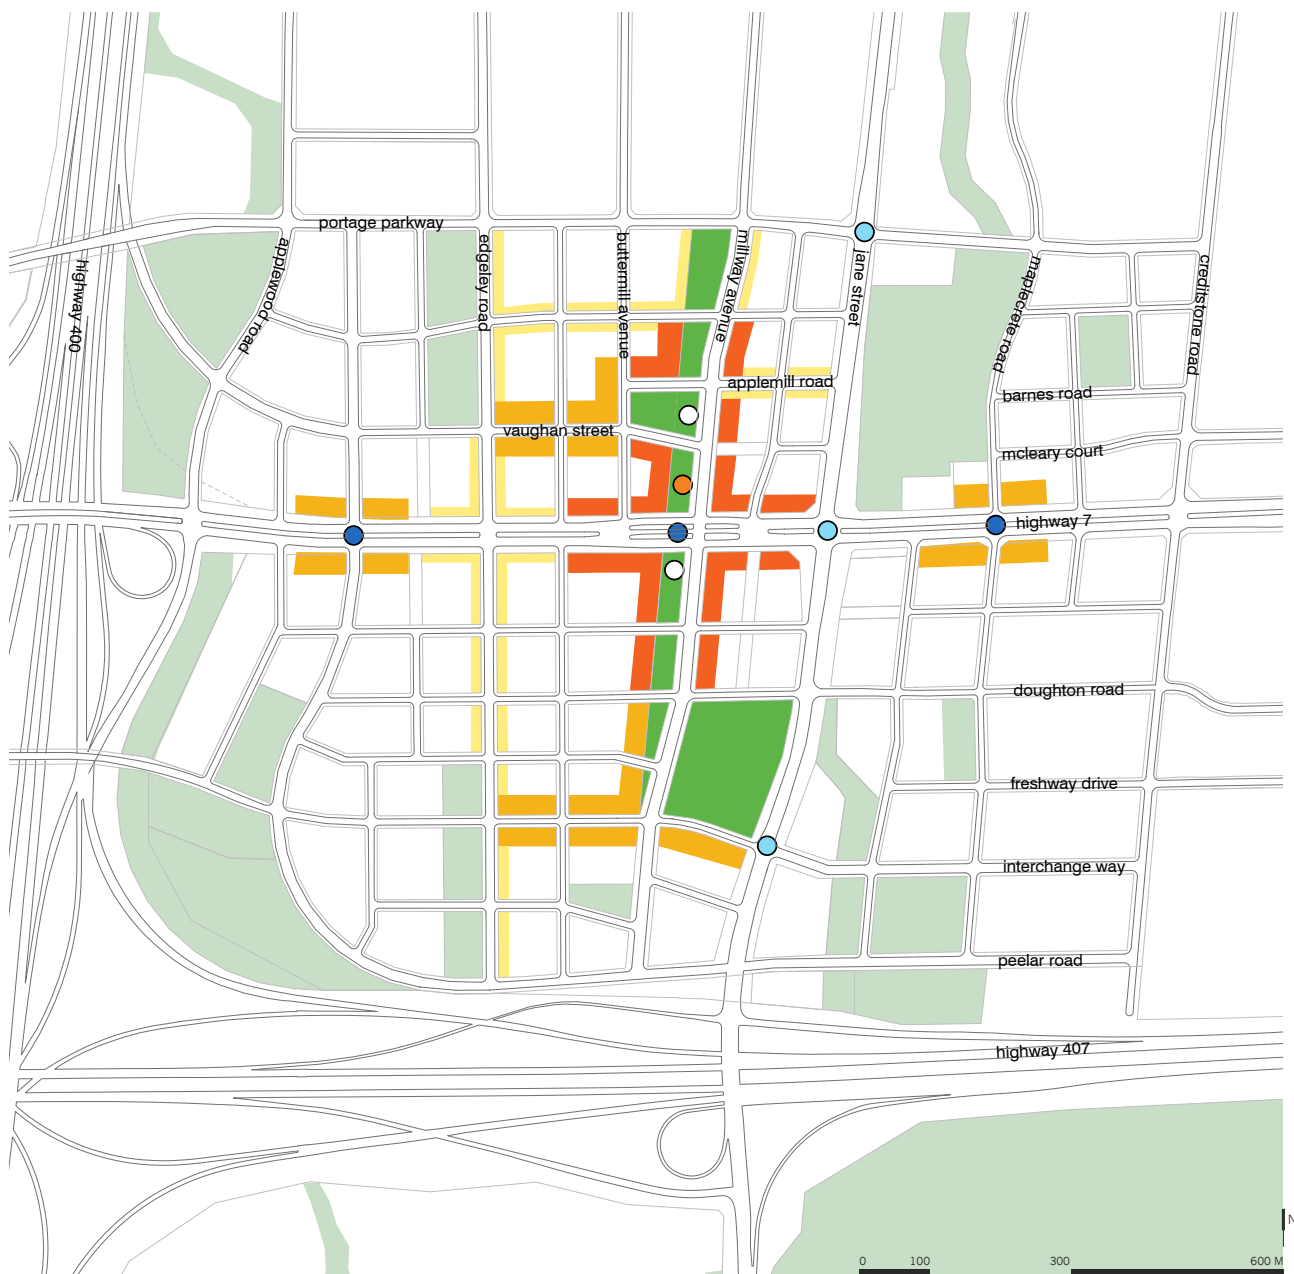 portage parkway
highway 400
applewood road
edgeley road
buttermill avenue
millway avenue
jane street
maplecrete road
creditstone road
applemill road
barnes road
vaughan street
mcleary court
highway 7
doughton road
freshway drive
interchange way
peelar road
highway 407
N
0 100 300 600 M